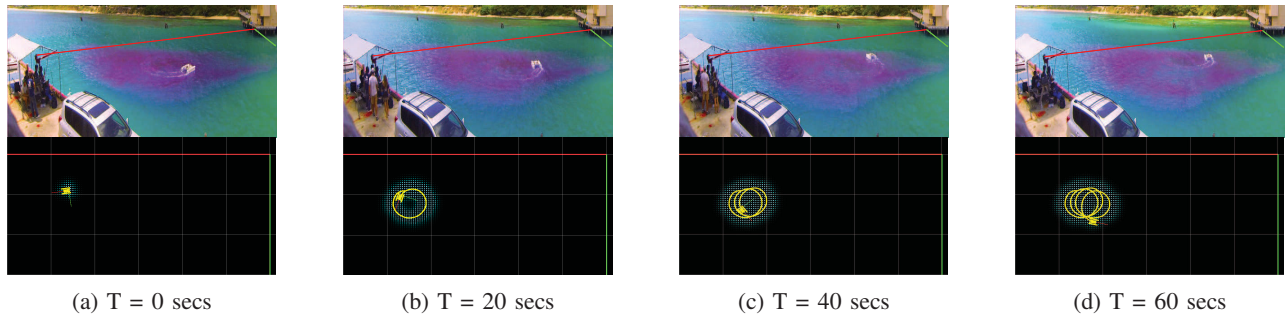 (a) T = 0 secs
(b) T = 20 secs
(c) T = 40 secs
(d) T = 60 secs